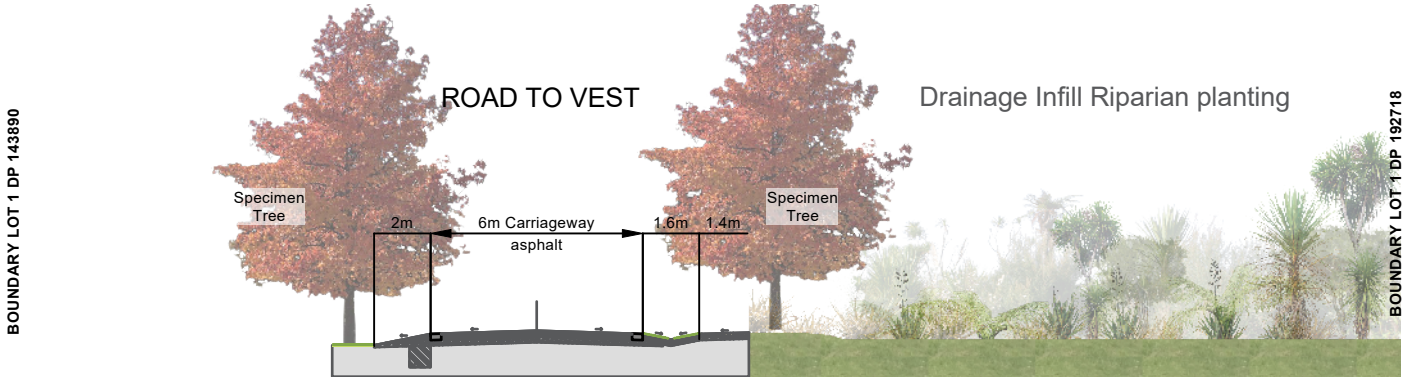 BOUNDARY LOT 1 DP 143890
ROAD TO VEST
Drainage Infill Riparian planting
BOUNDARY LOT 1 DP 192718
Specimen
Tree
2m
6m Carriageway
asphalt
1.6m
1.4m
Specimen
Tree